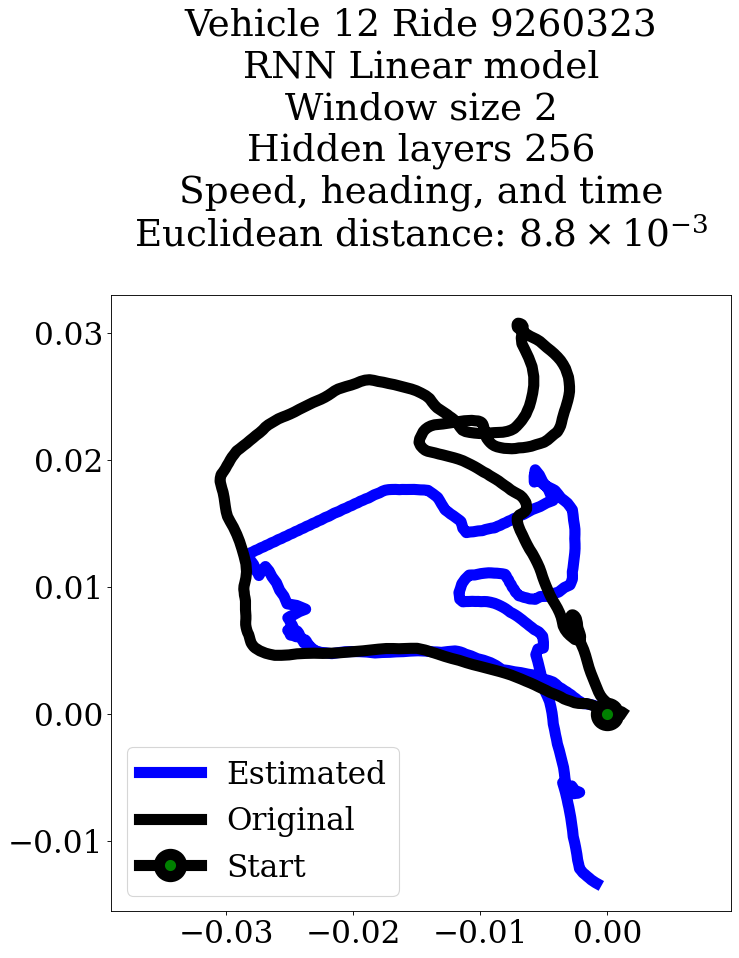 Vehicle 12 Ride 9260323
RNN Linear model
Window size 2
Hidden layers 256
Speed, heading, and time
Euclidean distance: 8.8 × 10⁻³
0.03
0.02
0.01
0.00
−0.01
Estimated
Original
Start
−0.03 −0.02 −0.01 0.00